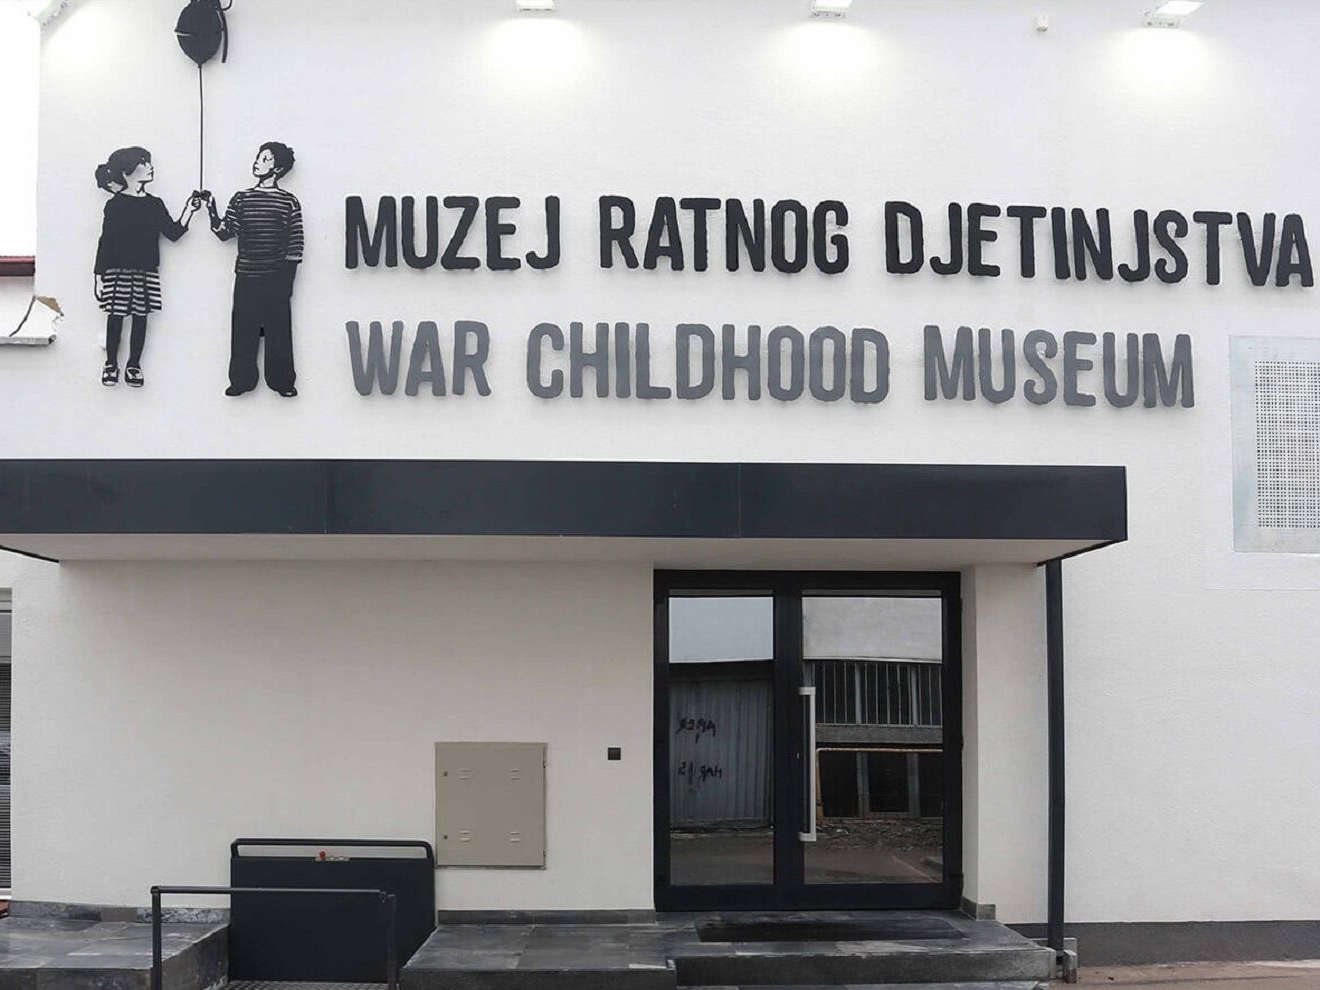 MUZEJ RATNOG DJETINJSTVA
WAR CHILDHOOD MUSEUM